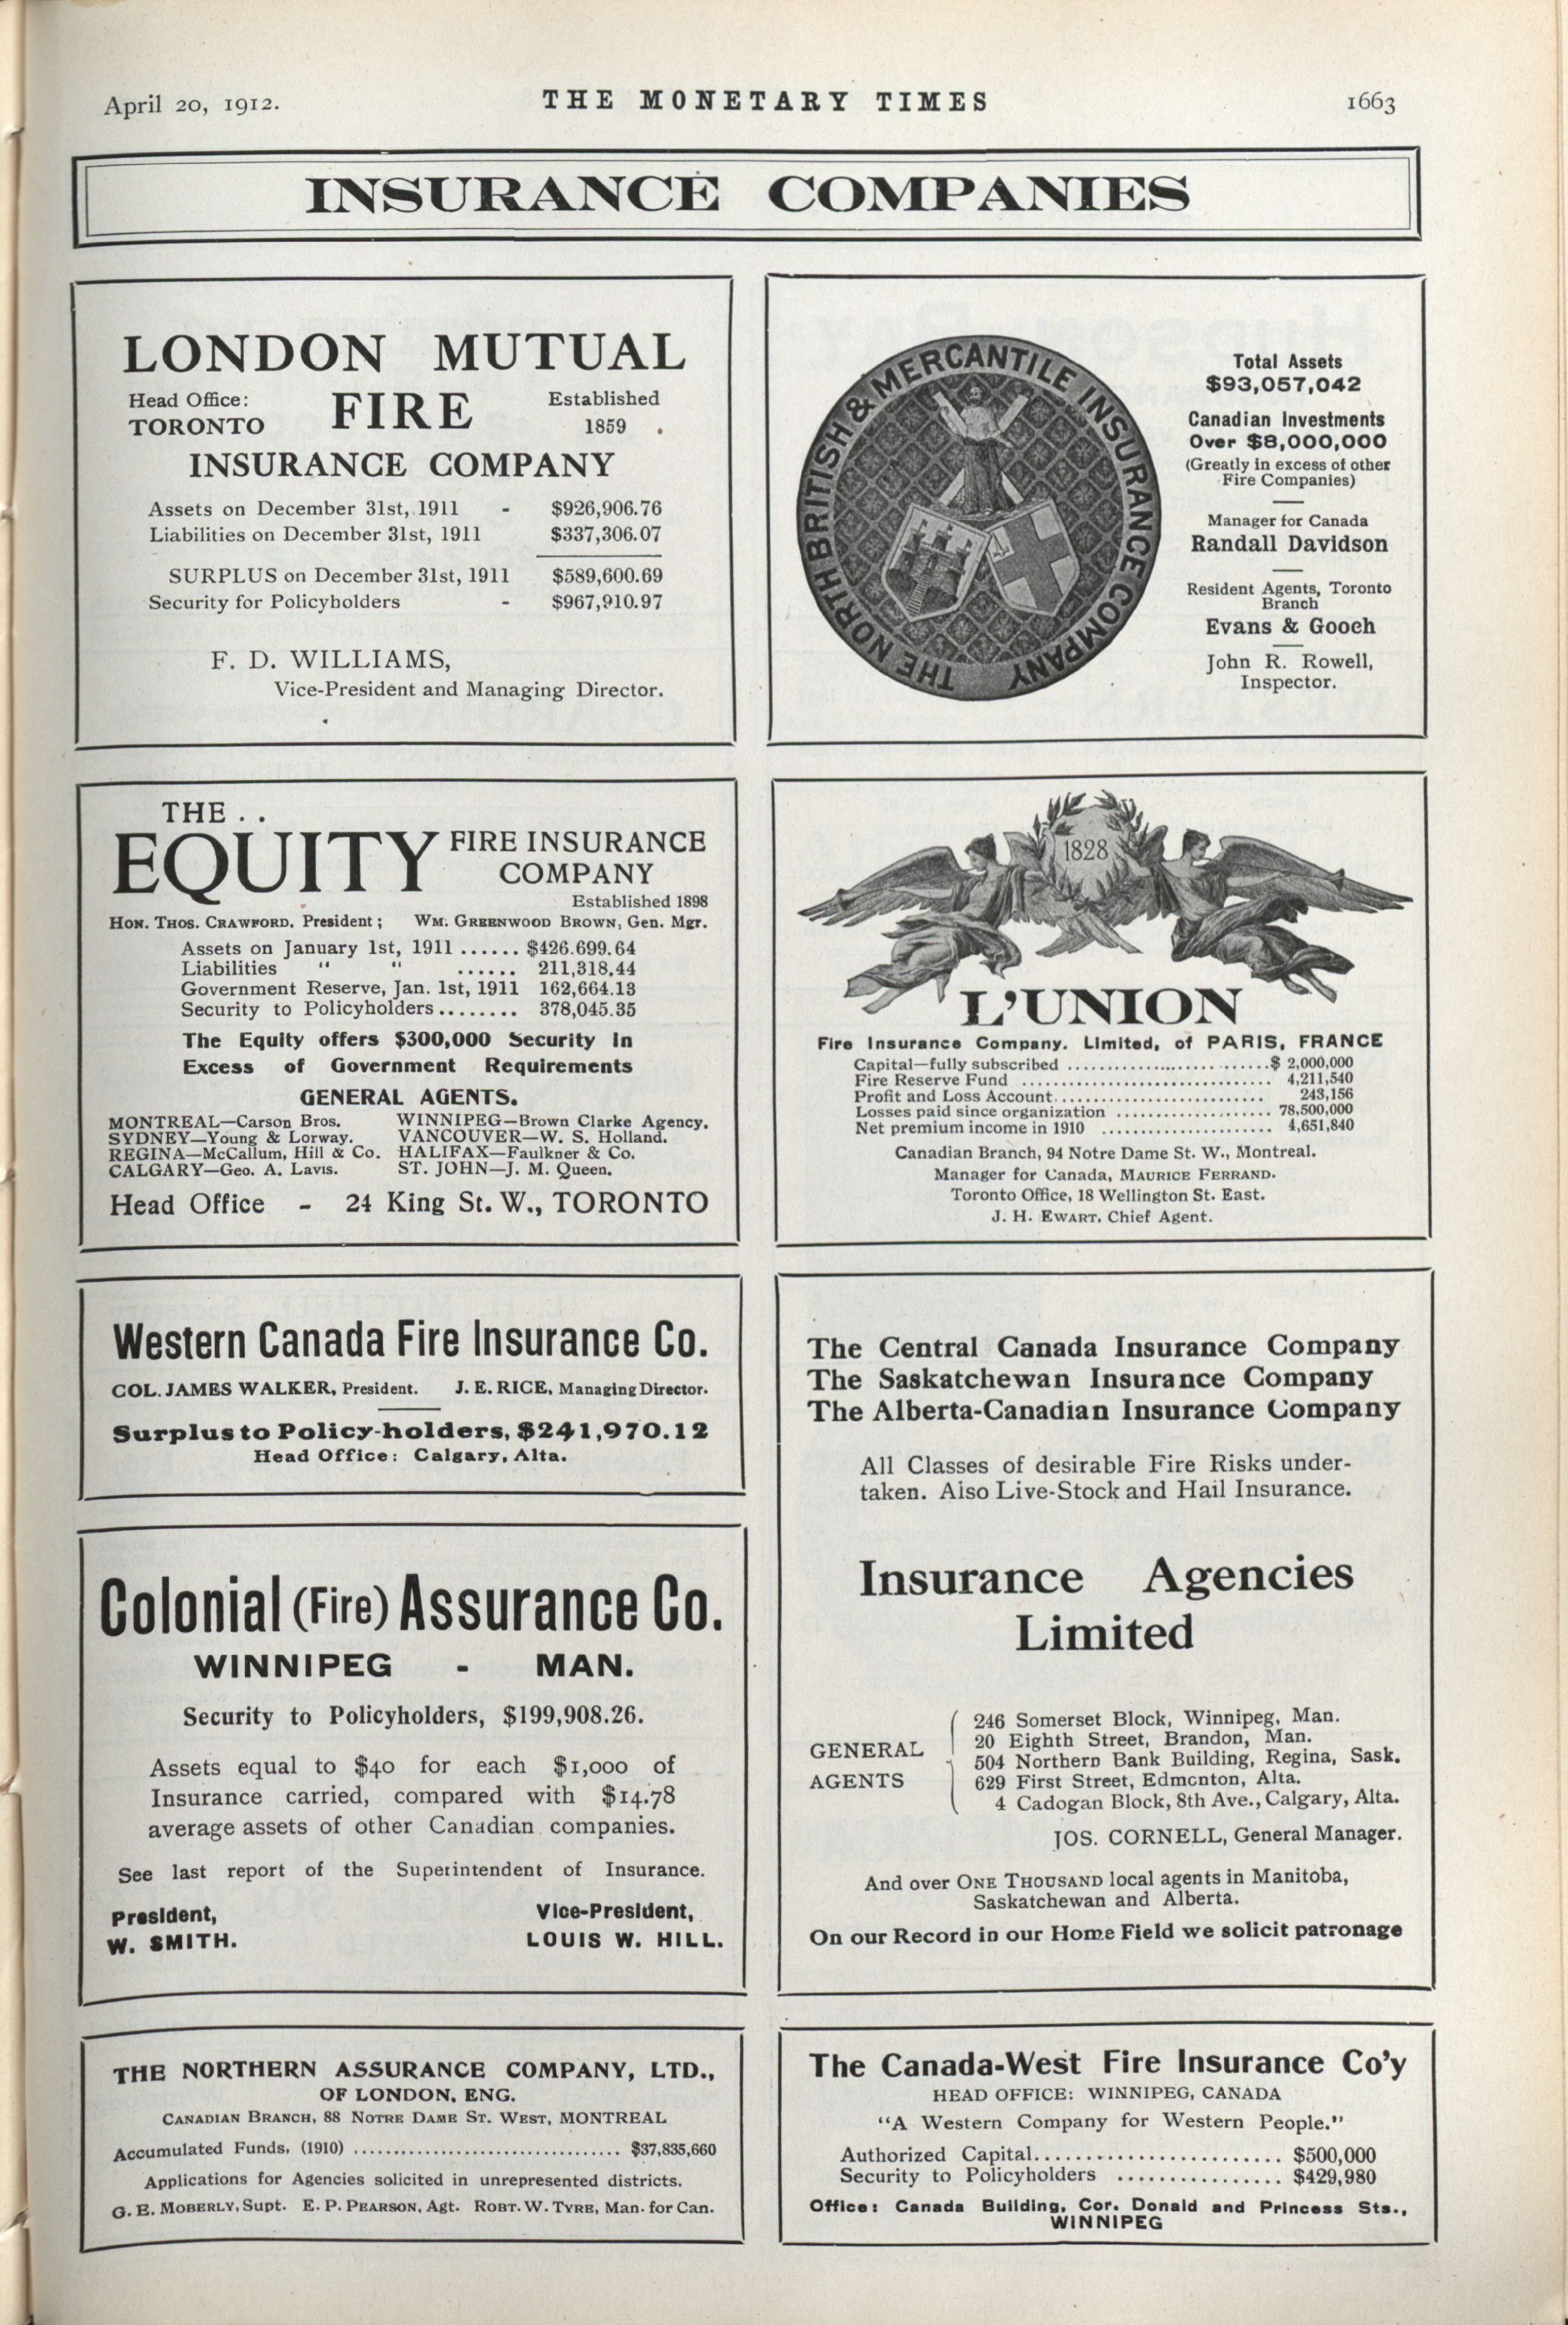 April 20, 1912.
THE MONETARY TIMES
1663
INSURANCE COMPANIES
LONDON MUTUAL
Head Office:
TORONTO
FIRE
Established
1859
INSURANCE COMPANY
Assets on December 31st, 1911 - $926,906.76
Liabilities on December 31st, 1911 $337,306.07
SURPLUS on December 31st, 1911 $589,600.69
Security for Policyholders - $967,910.97
F. D. WILLIAMS,
Vice-President and Managing Director.
THE NORTH BRITISH & MERCANTILE INSURANCE COMPANY
Total Assets
$93,057,042
Canadian Investments
Over $8,000,000
(Greatly in excess of other
Fire Companies)
Manager for Canada
Randall Davidson
Resident Agents, Toronto
Branch
Evans & Gooch
John R. Rowell,
Inspector.
THE . .
EQUITY
FIRE INSURANCE
COMPANY
Established 1898
HON. THOS. CRAWFORD, President; WM. GREENWOOD BROWN, Gen. Mgr.
Assets on January 1st, 1911 ...... $426.699.64
Liabilities " " ...... 211,318.44
Government Reserve, Jan. 1st, 1911 162,664.13
Security to Policyholders ........ 378,045.35
The Equity offers $300,000 Security in
Excess of Government Requirements
GENERAL AGENTS.
MONTREAL—Carson Bros. WINNIPEG—Brown Clarke Agency.
SYDNEY—Young & Lorway. VANCOUVER—W. S. Holland.
REGINA—McCallum, Hill & Co. HALIFAX—Faulkner & Co.
CALGARY—Geo. A. Lavis. ST. JOHN—J. M. Queen.
Head Office - 24 King St. W., TORONTO
1828
L'UNION
Fire Insurance Company. Limited, of PARIS, FRANCE
Capital—fully subscribed ............................ $ 2,000,000
Fire Reserve Fund ................................ 4,211,540
Profit and Loss Account ........................... 243,156
Losses paid since organization .................... 78,500,000
Net premium income in 1910 ...................... 4,651,840
Canadian Branch, 94 Notre Dame St. W., Montreal.
Manager for Canada, MAURICE FERRAND.
Toronto Office, 18 Wellington St. East.
J. H. EWART, Chief Agent.
Western Canada Fire Insurance Co.
COL. JAMES WALKER, President. J. E. RICE, Managing Director.
Surplus to Policy-holders, $241,970.12
Head Office: Calgary, Alta.
Colonial (Fire) Assurance Co.
WINNIPEG - MAN.
Security to Policyholders, $199,908.26.
Assets equal to $40 for each $1,000 of
Insurance carried, compared with $14.78
average assets of other Canadian companies.
See last report of the Superintendent of Insurance.
President, Vice-President,
W. SMITH. LOUIS W. HILL.
The Central Canada Insurance Company
The Saskatchewan Insurance Company
The Alberta-Canadian Insurance Company
All Classes of desirable Fire Risks under-
taken. Also Live-Stock and Hail Insurance.
Insurance Agencies
Limited
GENERAL
AGENTS
246 Somerset Block, Winnipeg, Man.
20 Eighth Street, Brandon, Man.
504 Northern Bank Building, Regina, Sask.
629 First Street, Edmonton, Alta.
4 Cadogan Block, 8th Ave., Calgary, Alta.
JOS. CORNELL, General Manager.
And over ONE THOUSAND local agents in Manitoba,
Saskatchewan and Alberta.
On our Record in our Home Field we solicit patronage
THE NORTHERN ASSURANCE COMPANY, LTD.,
OF LONDON, ENG.
CANADIAN BRANCH, 88 NOTRE DAME ST. WEST, MONTREAL
Accumulated Funds, (1910) ................................. $37,835,660
Applications for Agencies solicited in unrepresented districts.
G. E. MOBERLY, Supt. E. P. PEARSON, Agt. ROBT. W. TYRE, Man. for Can.
The Canada-West Fire Insurance Co'y
HEAD OFFICE: WINNIPEG, CANADA
"A Western Company for Western People."
Authorized Capital......................... $500,000
Security to Policyholders ................ $429,980
Office: Canada Building, Cor. Donald and Princess Sts.,
WINNIPEG